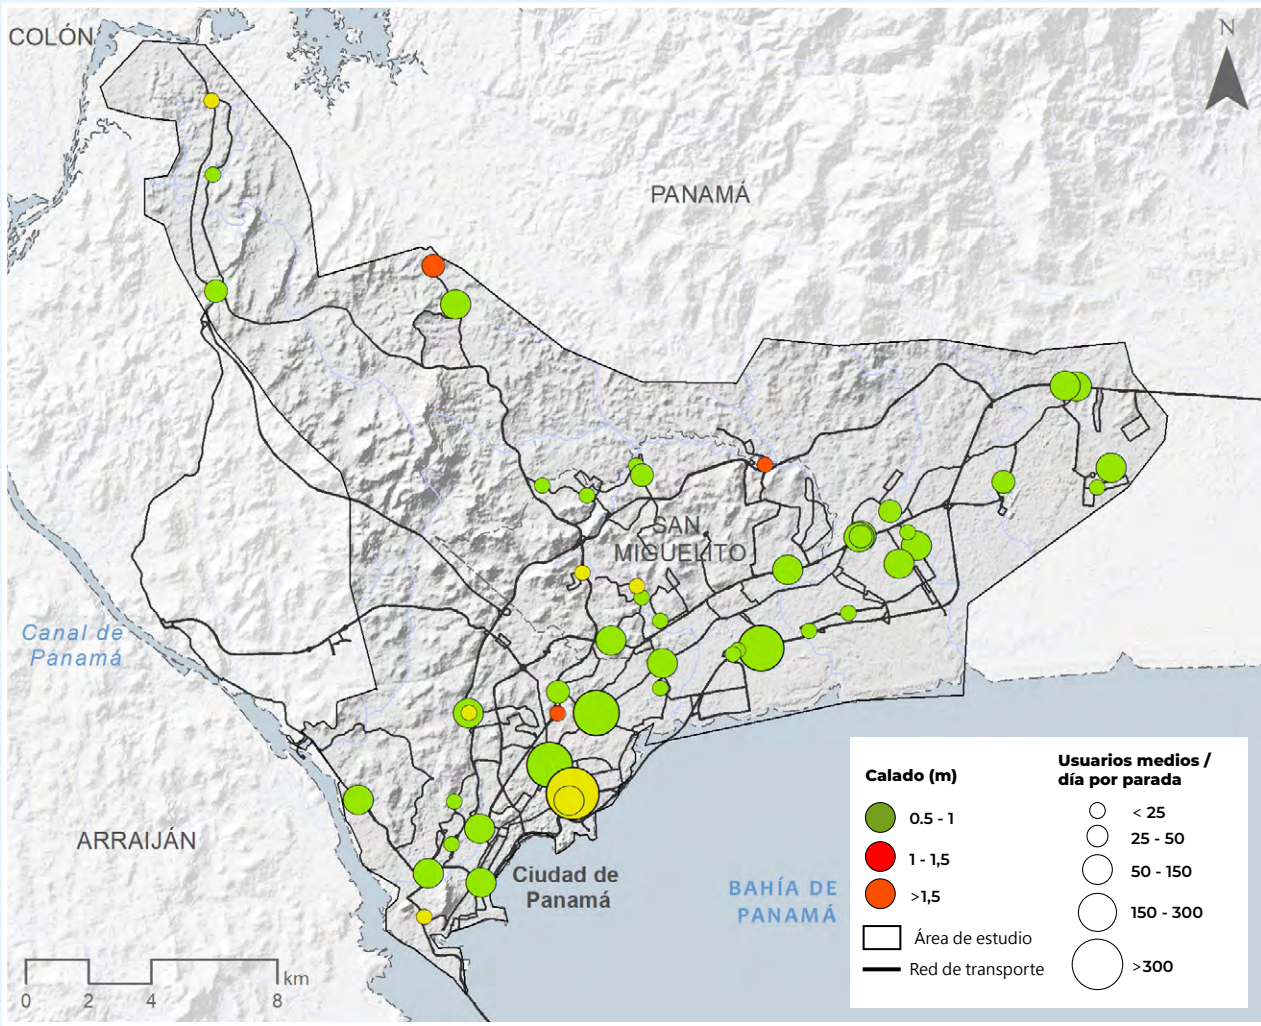 COLÓN
N
PANAMÁ
SAN
MIGUELITO
Canal de
Panamá
ARRAIJÁN
Ciudad de
Panamá
BAHÍA DE
PANAMÁ
km
0 2 4 8
Calado (m)
0.5 - 1
1 - 1,5
>1,5
Área de estudio
Red de transporte
Usuarios medios /
día por parada
< 25
25 - 50
50 - 150
150 - 300
>300